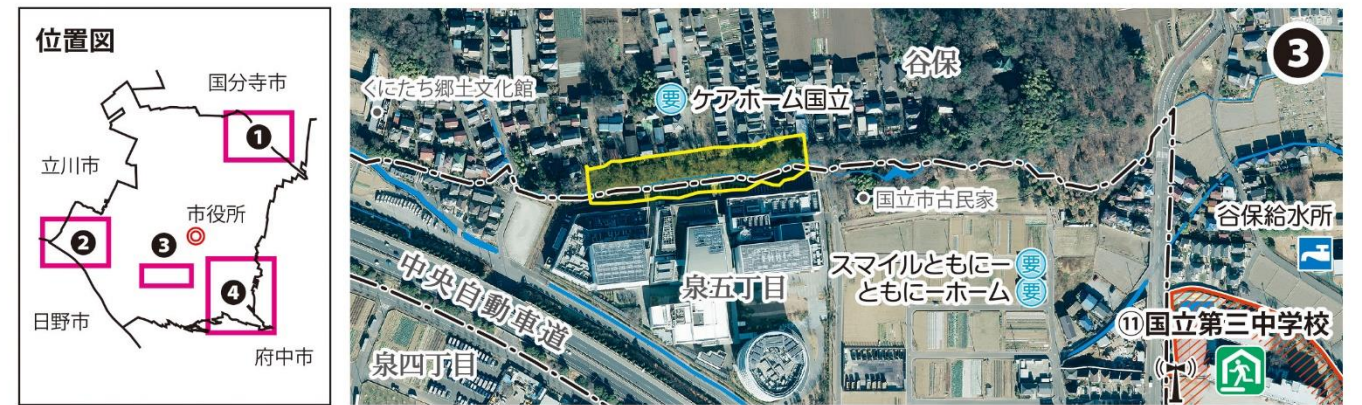 位置図
国分寺市
❶
立川市
市役所
❷
❸
❹
日野市
府中市
❸
谷保
くにたち郷土文化館
要 ケアホーム国立
国立市古民家
谷保給水所
スマイルともにー 要
ともにーホーム 要
泉五丁目
中央自動車道
⑪国立第三中学校
泉四丁目